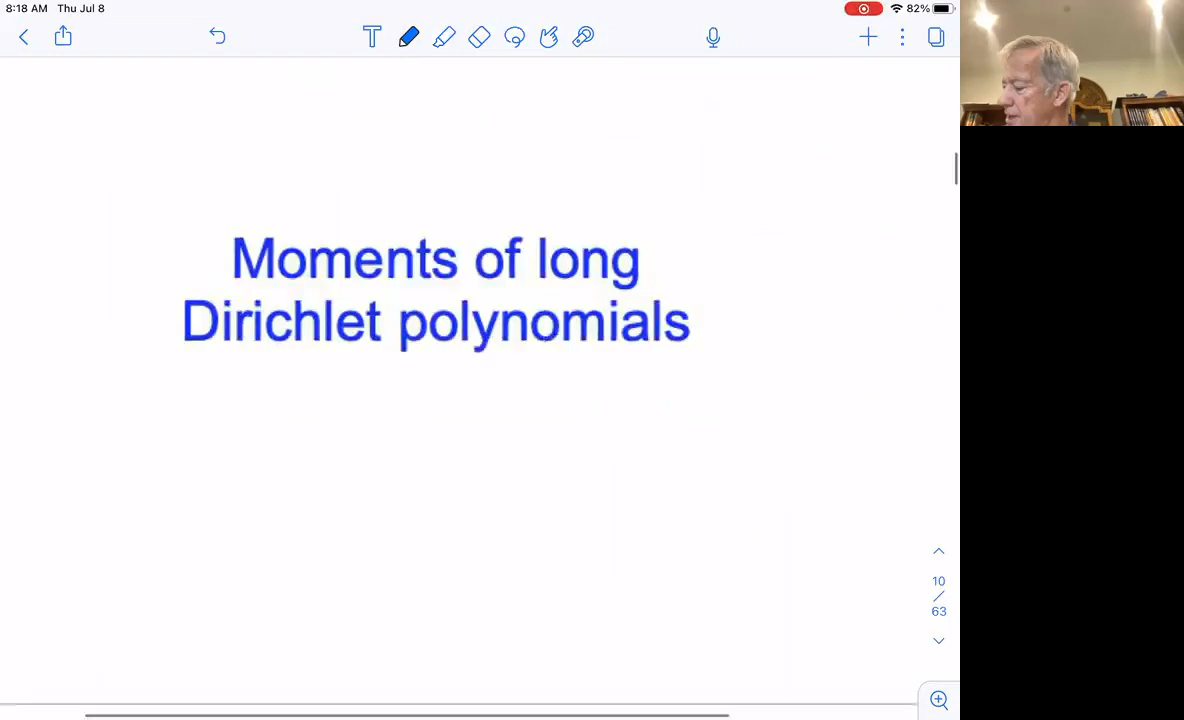 8:18 AM Thu Jul 8
82%
T
Moments of long
Dirichlet polynomials
10
/
63